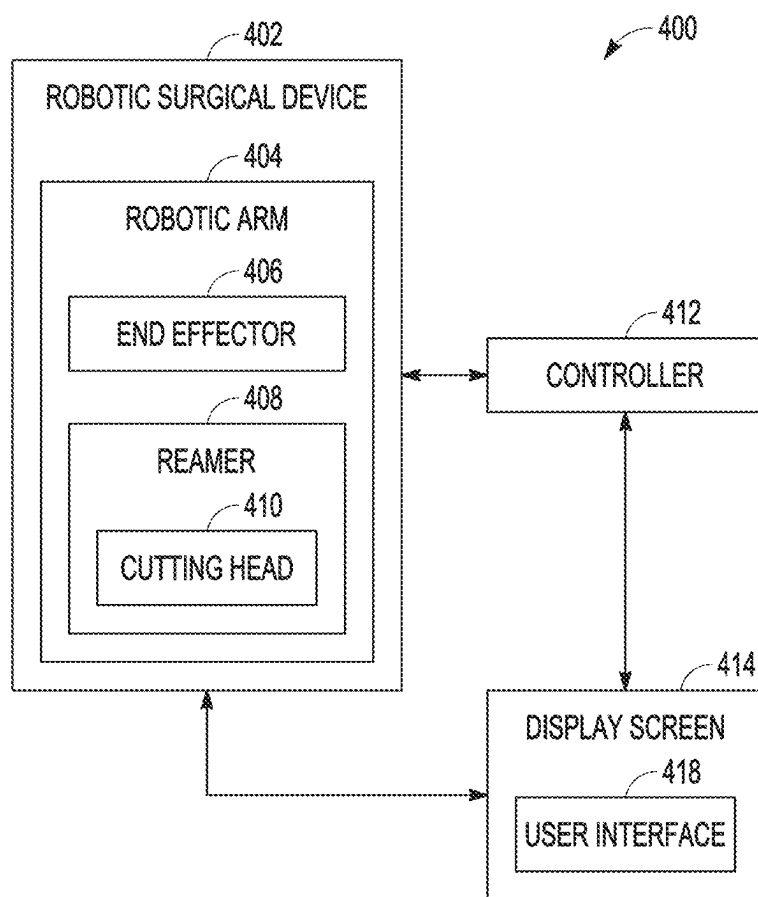 402
400
ROBOTIC SURGICAL DEVICE
404
ROBOTIC ARM
406
END EFFECTOR
412
CONTROLLER
408
REAMER
410
CUTTING HEAD
414
DISPLAY SCREEN
418
USER INTERFACE